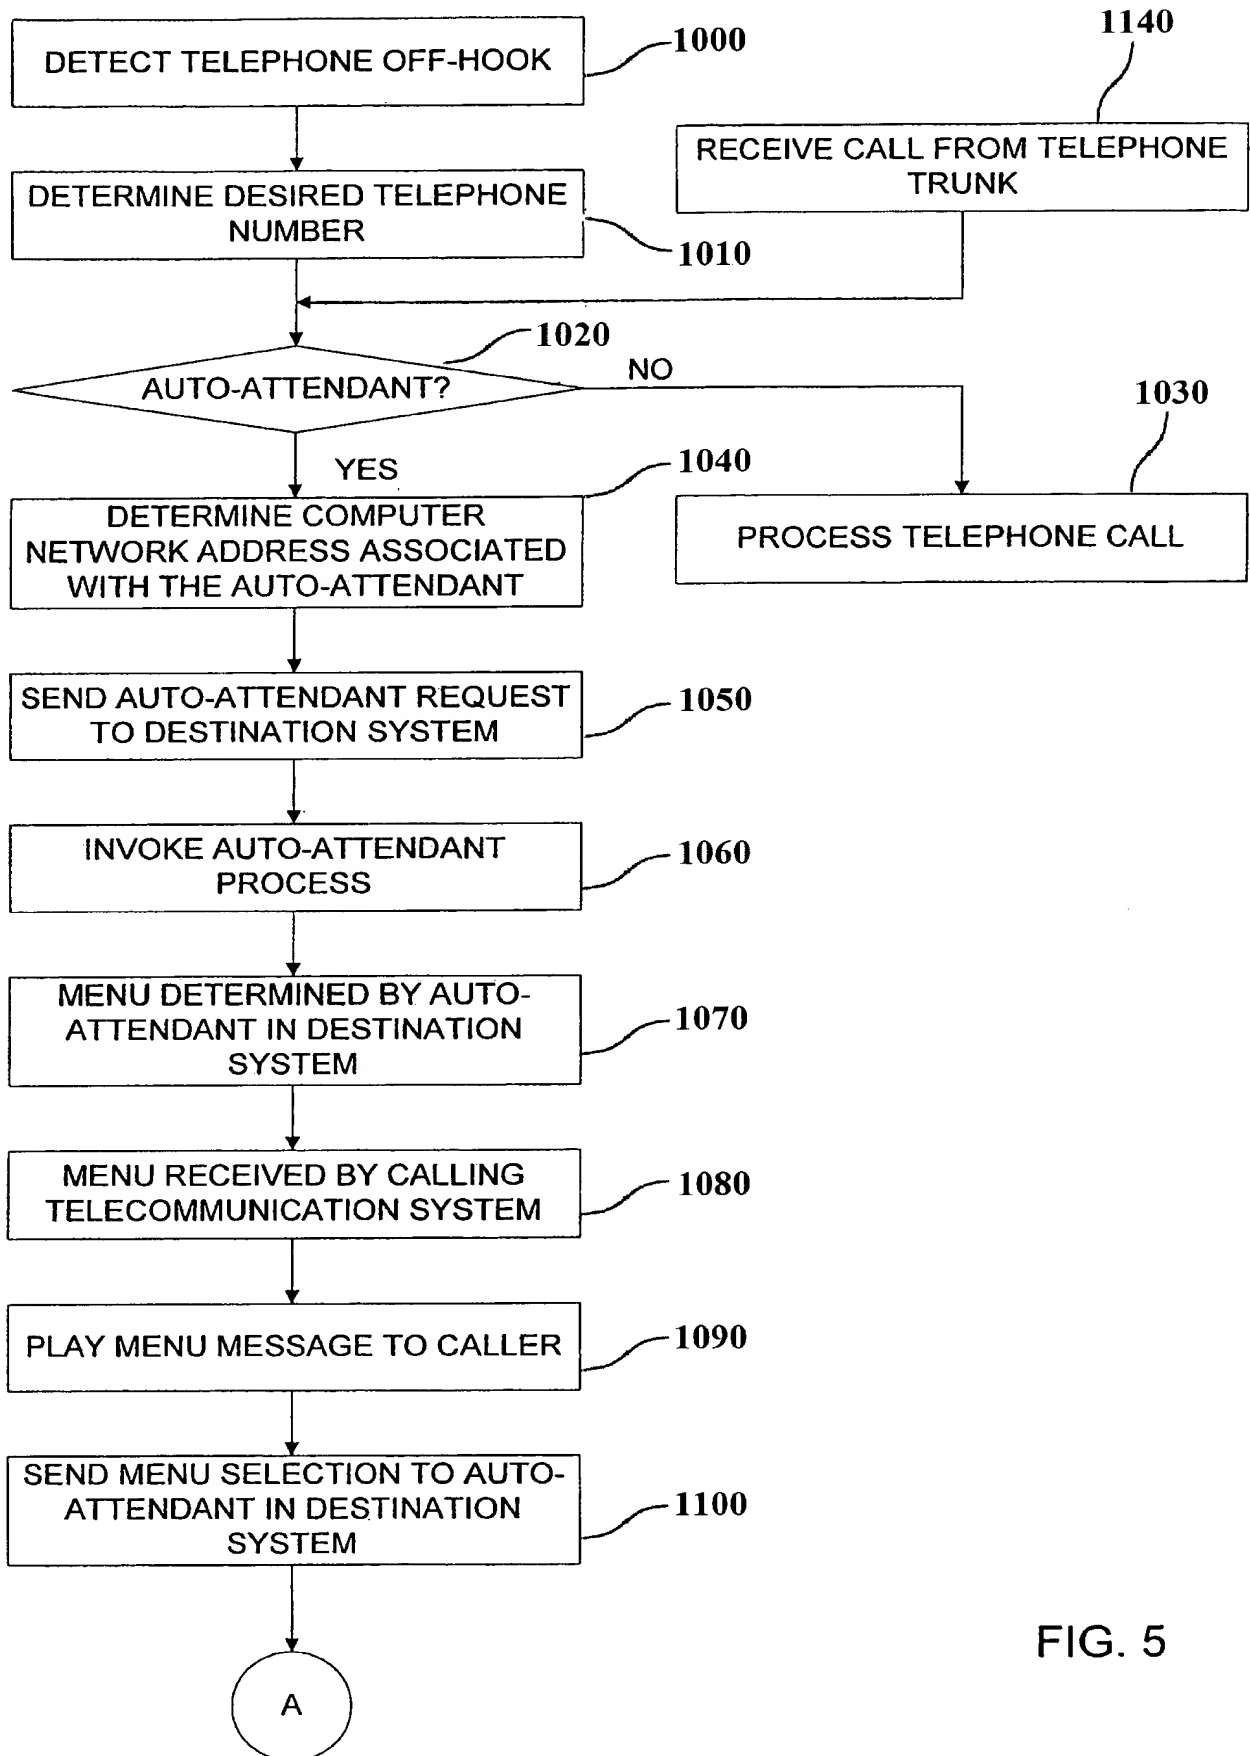 DETECT TELEPHONE OFF-HOOK
1000
1140
RECEIVE CALL FROM TELEPHONE
TRUNK
DETERMINE DESIRED TELEPHONE
NUMBER
1010
1020
AUTO-ATTENDANT?
NO
1030
YES
1040
DETERMINE COMPUTER
NETWORK ADDRESS ASSOCIATED
WITH THE AUTO-ATTENDANT
PROCESS TELEPHONE CALL
SEND AUTO-ATTENDANT REQUEST
TO DESTINATION SYSTEM
1050
INVOKE AUTO-ATTENDANT
PROCESS
1060
MENU DETERMINED BY AUTO-
ATTENDANT IN DESTINATION
SYSTEM
1070
MENU RECEIVED BY CALLING
TELECOMMUNICATION SYSTEM
1080
PLAY MENU MESSAGE TO CALLER
1090
SEND MENU SELECTION TO AUTO-
ATTENDANT IN DESTINATION
SYSTEM
1100
FIG. 5
A